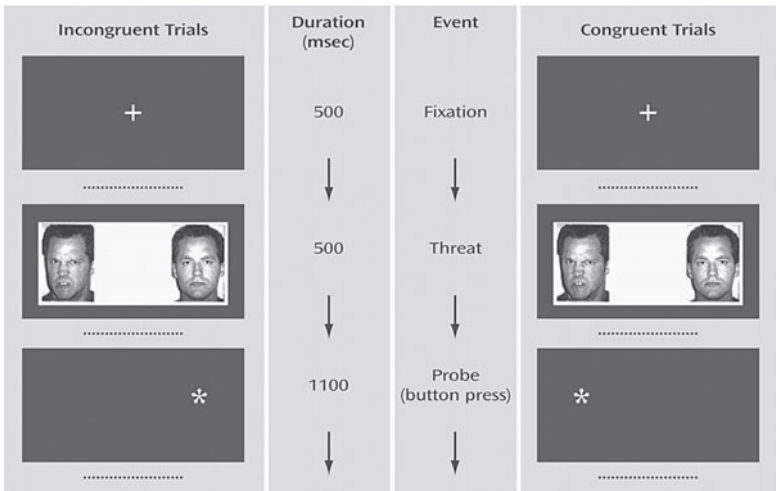 Incongruent Trials
Duration
(msec)
Event
Congruent Trials
+
500
Fixation
+
500
Threat
*
1100
Probe
(button press)
*